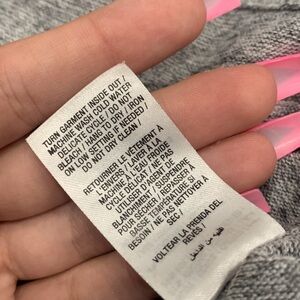 TURN GARMENT INSIDE OUT /
MACHINE WASH COLD WATER
DELICATE CYCLE / DO NOT
BLEACH / HANG DRY / IRON
ON LOW HEAT IF NEEDED /
DO NOT DRY CLEAN /
RETOURNER LE VÊTEMENT À
L'ENVERS / LAVER À LA
MACHINE À L'EAU FROIDE
CYCLE DÉLICAT / NE PAS
UTILISER D'AGENT DE
BLANCHIMENT / SUSPENDRE
POUR SÉCHER / REPASSER À
BASSE TEMPÉRATURE SI
BESOIN / NE PAS NETTOYER À
SEC /
VOLTEAR LA PRENDA DEL
REVÉS /